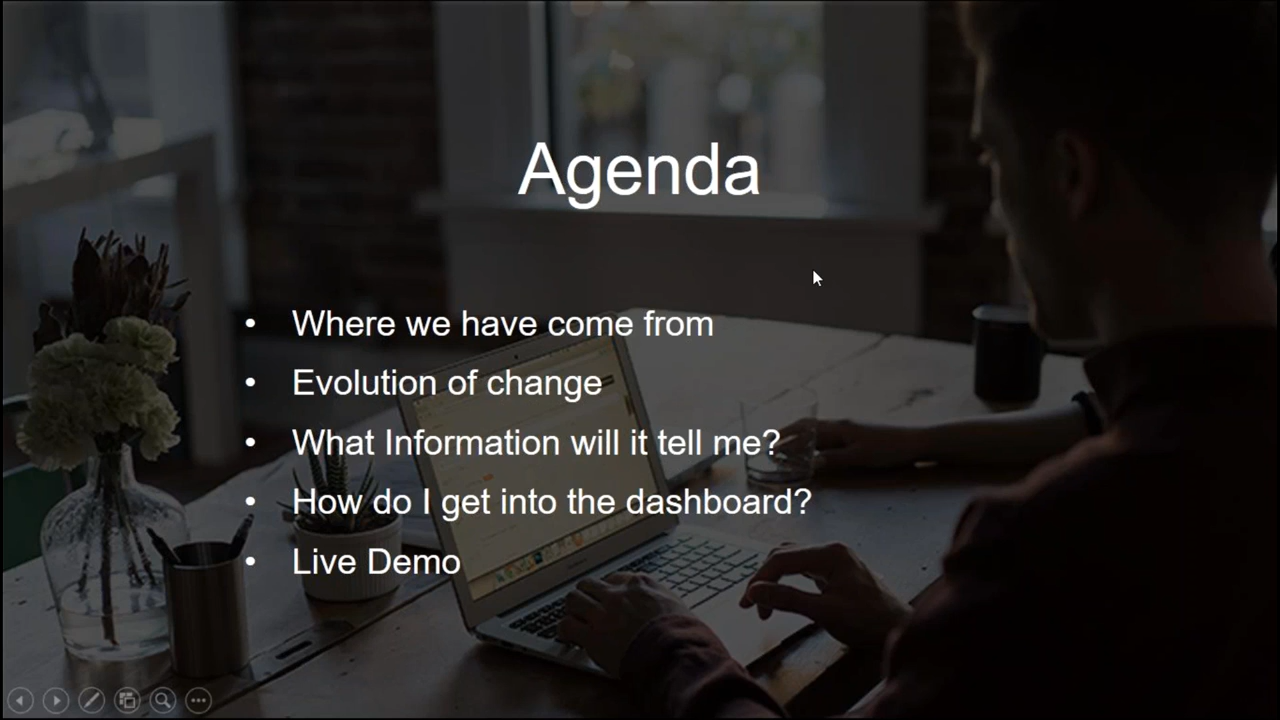 Agenda
• Where we have come from
• Evolution of change
• What Information will it tell me?
• How do I get into the dashboard?
• Live Demo